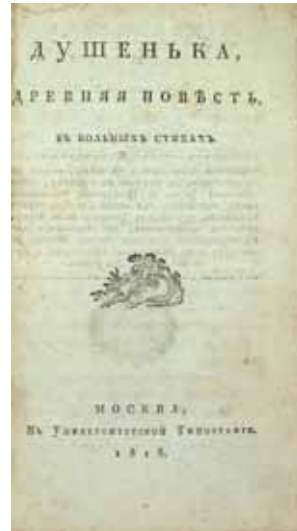 ДУШЕНЬКА,
ДРЕВНЯЯ ПОВѢСТЬ,
ВЪ ВОЛЬНЫХЪ СТИХАХЪ
МОСКВА,
Въ Университетской Типографіи,